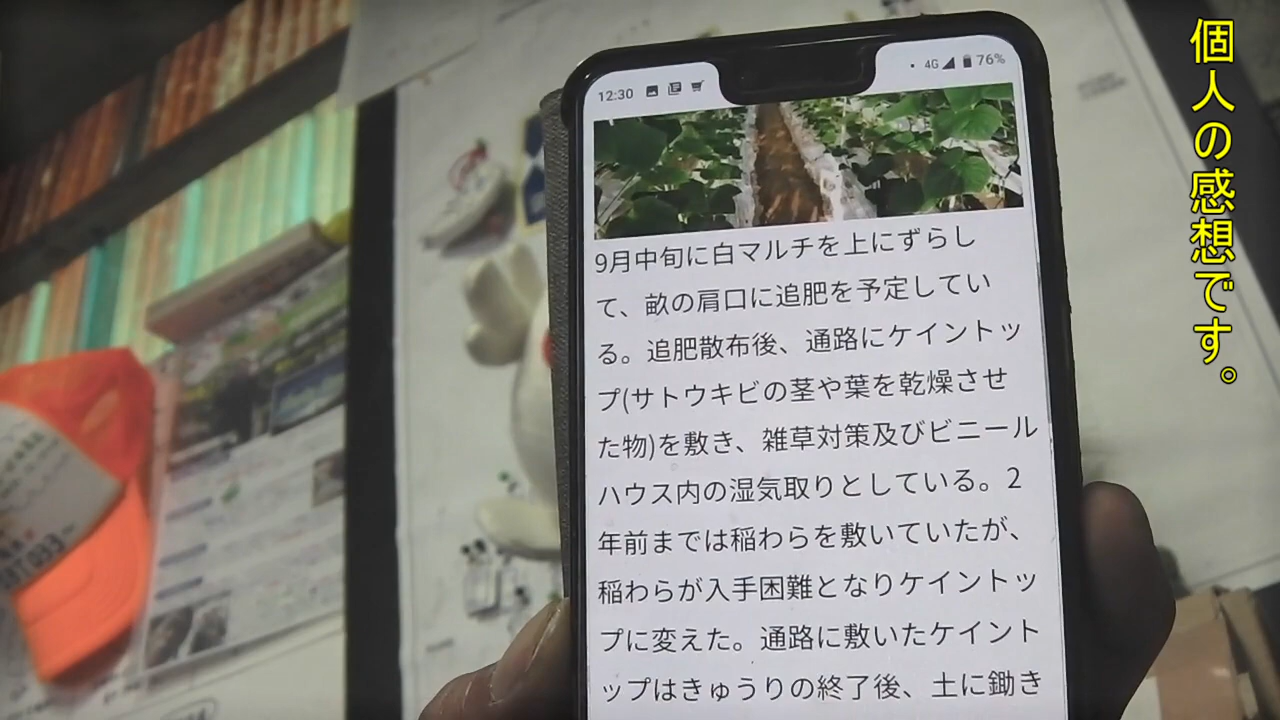 個人の感想です。
12:30
4G
76%
9月中旬に白マルチを上にずらし
て、畝の肩口に追肥を予定してい
る。追肥散布後、通路にケイントッ
プ(サトウキビの茎や葉を乾燥させ
た物)を敷き、雑草対策及びビニール
ハウス内の湿気取りとしている。2
年前までは稲わらを敷いていたが、
稲わらが入手困難となりケイントッ
プに変えた。通路に敷いたケイント
ップはきゅうりの終了後、土に鋤き